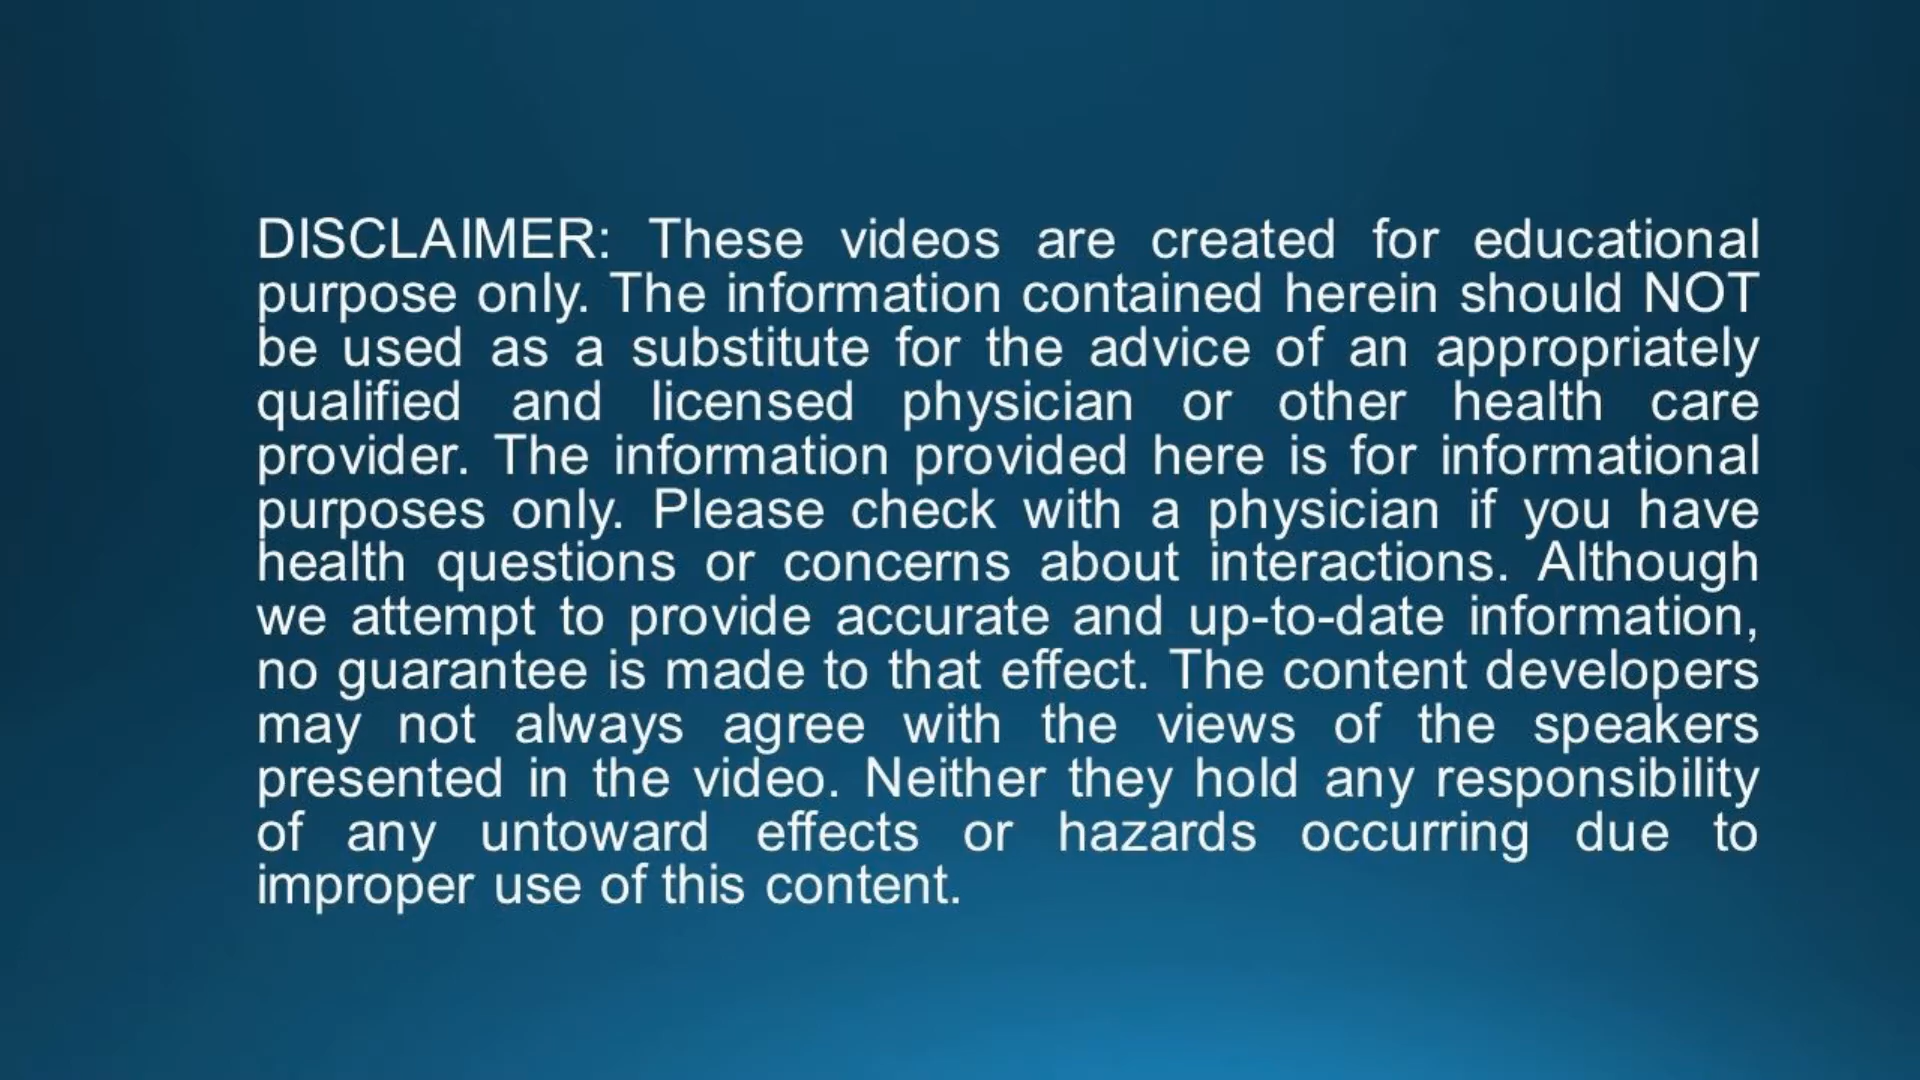 DISCLAIMER: These videos are created for educational
purpose only. The information contained herein should NOT
be used as a substitute for the advice of an appropriately
qualified and licensed physician or other health care
provider. The information provided here is for informational
purposes only. Please check with a physician if you have
health questions or concerns about interactions. Although
we attempt to provide accurate and up-to-date information,
no guarantee is made to that effect. The content developers
may not always agree with the views of the speakers
presented in the video. Neither they hold any responsibility
of any untoward effects or hazards occurring due to
improper use of this content.